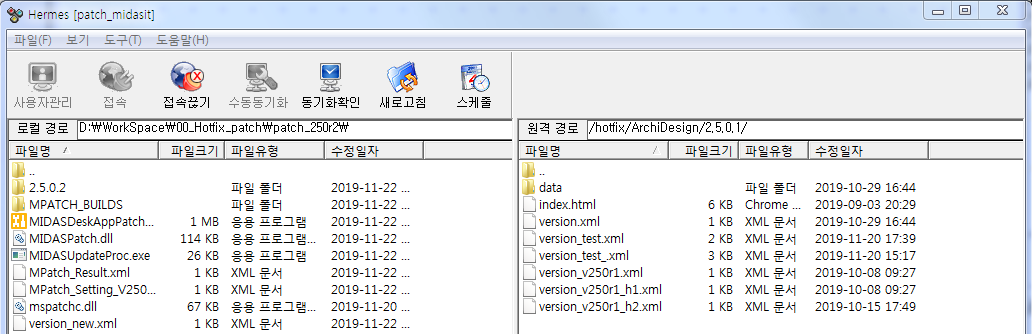 Hermes [patch_midasit]
파일(F) 보기 도구(T) 도움말(H)
사용자관리 접속 접속끊기 수동동기화 동기화확인 새로고침 스케줄
로컬 경로 D:₩WorkSpace₩00_Hotfix_patch₩patch_250r2₩ 원격 경로 /hotfix/ArchiDesign/2,5,0,1/
파일명 파일크기 파일유형 수정일자 파일명 파일크기 파일유형 수정일자
.. ..
2.5.0.2 파일 폴더 2019-11-22 ... data 파일 폴더 2019-10-29 16:44
MPATCH_BUILDS 파일 폴더 2019-11-22 ... index.html 6 KB Chrome ... 2019-09-03 20:29
MIDASDeskAppPatch... 1 MB 응용 프로그램 2019-11-22 ... version.xml 1 KB XML 문서 2019-10-29 16:44
MIDASPatch.dll 114 KB 응용 프로그... 2019-11-22 ... version_test.xml 2 KB XML 문서 2019-11-20 17:39
MIDASUpdateProc.exe 26 KB 응용 프로그램 2019-11-22 ... version_test_.xml 3 KB XML 문서 2019-11-20 15:17
MPatch_Result.xml 1 KB XML 문서 2019-11-22 ... version_v250r1.xml 1 KB XML 문서 2019-10-08 09:27
MPatch_Setting_V250... 1 KB XML 문서 2019-11-22 ... version_v250r1_h1.xml 1 KB XML 문서 2019-10-08 09:27
mspatchc.dll 67 KB 응용 프로그... 2019-11-20 ... version_v250r1_h2.xml 1 KB XML 문서 2019-10-15 17:49
version_new.xml 1 KB XML 문서 2019-11-22 ...